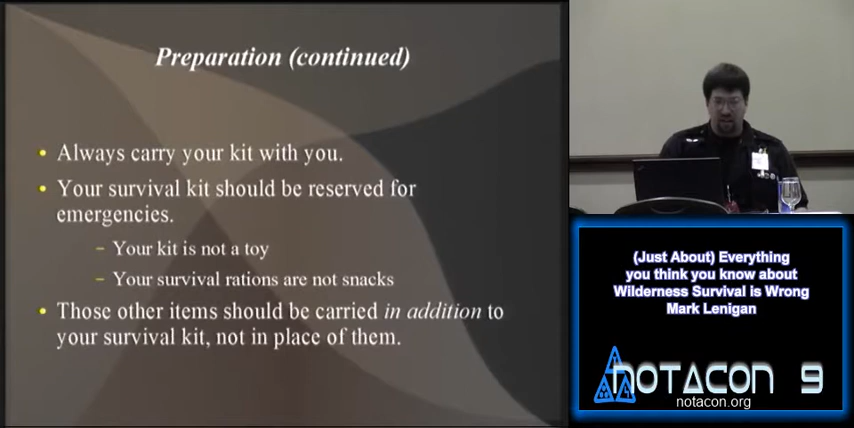 Preparation (continued)
• Always carry your kit with you.
• Your survival kit should be reserved for
emergencies.
– Your kit is not a toy
– Your survival rations are not snacks
• Those other items should be carried in addition to
your survival kit, not in place of them.
(Just About) Everything
you think you know about
Wilderness Survival is Wrong
Mark Lenigan
NOTACON 9
notacon.org